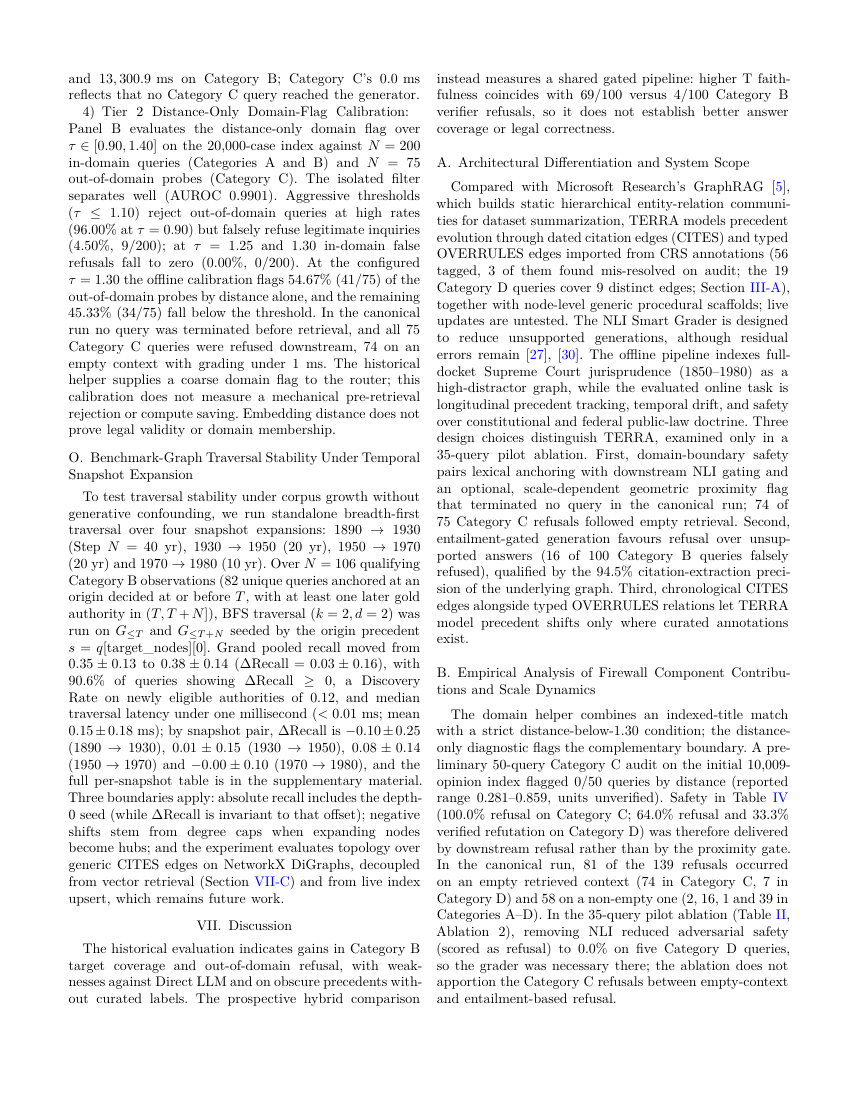 and 13, 300.9 ms on Category B; Category C's 0.0 ms
reflects that no Category C query reached the generator.
4) Tier 2 Distance-Only Domain-Flag Calibration:
Panel B evaluates the distance-only domain flag over
τ ∈ [0.90, 1.40] on the 20,000-case index against N = 200
in-domain queries (Categories A and B) and N = 75
out-of-domain probes (Category C). The isolated filter
separates well (AUROC 0.9901). Aggressive thresholds
(τ ≤ 1.10) reject out-of-domain queries at high rates
(96.00% at τ = 0.90) but falsely refuse legitimate inquiries
(4.50%, 9/200); at τ = 1.25 and 1.30 in-domain false
refusals fall to zero (0.00%, 0/200). At the configured
τ = 1.30 the offline calibration flags 54.67% (41/75) of the
out-of-domain probes by distance alone, and the remaining
45.33% (34/75) fall below the threshold. In the canonical
run no query was terminated before retrieval, and all 75
Category C queries were refused downstream, 74 on an
empty context with grading under 1 ms. The historical
helper supplies a coarse domain flag to the router; this
calibration does not measure a mechanical pre-retrieval
rejection or compute saving. Embedding distance does not
prove legal validity or domain membership.
O. Benchmark-Graph Traversal Stability Under Temporal
Snapshot Expansion
To test traversal stability under corpus growth without
generative confounding, we run standalone breadth-first
traversal over four snapshot expansions: 1890 → 1930
(Step N = 40 yr), 1930 → 1950 (20 yr), 1950 → 1970
(20 yr) and 1970 → 1980 (10 yr). Over N = 106 qualifying
Category B observations (82 unique queries anchored at an
origin decided at or before T, with at least one later gold
authority in (T, T + N]), BFS traversal (k = 2, d = 2) was
run on G≤T and G≤T+N seeded by the origin precedent
s = q[target_nodes][0]. Grand pooled recall moved from
0.35 ± 0.13 to 0.38 ± 0.14 (ΔRecall = 0.03 ± 0.16), with
90.6% of queries showing ΔRecall ≥ 0, a Discovery
Rate on newly eligible authorities of 0.12, and median
traversal latency under one millisecond (< 0.01 ms; mean
0.15 ± 0.18 ms); by snapshot pair, ΔRecall is −0.10 ± 0.25
(1890 → 1930), 0.01 ± 0.15 (1930 → 1950), 0.08 ± 0.14
(1950 → 1970) and −0.00 ± 0.10 (1970 → 1980), and the
full per-snapshot table is in the supplementary material.
Three boundaries apply: absolute recall includes the depth-
0 seed (while ΔRecall is invariant to that offset); negative
shifts stem from degree caps when expanding nodes
become hubs; and the experiment evaluates topology over
generic CITES edges on NetworkX DiGraphs, decoupled
from vector retrieval (Section VII-C) and from live index
upsert, which remains future work.
VII. Discussion
The historical evaluation indicates gains in Category B
target coverage and out-of-domain refusal, with weak-
nesses against Direct LLM and on obscure precedents with-
out curated labels. The prospective hybrid comparison
instead measures a shared gated pipeline: higher T faith-
fulness coincides with 69/100 versus 4/100 Category B
verifier refusals, so it does not establish better answer
coverage or legal correctness.
A. Architectural Differentiation and System Scope
Compared with Microsoft Research's GraphRAG [5],
which builds static hierarchical entity-relation communi-
ties for dataset summarization, TERRA models precedent
evolution through dated citation edges (CITES) and typed
OVERRULES edges imported from CRS annotations (56
tagged, 3 of them found mis-resolved on audit; the 19
Category D queries cover 9 distinct edges; Section III-A),
together with node-level generic procedural scaffolds; live
updates are untested. The NLI Smart Grader is designed
to reduce unsupported generations, although residual
errors remain [27], [30]. The offline pipeline indexes full-
docket Supreme Court jurisprudence (1850–1980) as a
high-distractor graph, while the evaluated online task is
longitudinal precedent tracking, temporal drift, and safety
over constitutional and federal public-law doctrine. Three
design choices distinguish TERRA, examined only in a
35-query pilot ablation. First, domain-boundary safety
pairs lexical anchoring with downstream NLI gating and
an optional, scale-dependent geometric proximity flag
that terminated no query in the canonical run; 74 of
75 Category C refusals followed empty retrieval. Second,
entailment-gated generation favours refusal over unsup-
ported answers (16 of 100 Category B queries falsely
refused), qualified by the 94.5% citation-extraction preci-
sion of the underlying graph. Third, chronological CITES
edges alongside typed OVERRULES relations let TERRA
model precedent shifts only where curated annotations
exist.
B. Empirical Analysis of Firewall Component Contribu-
tions and Scale Dynamics
The domain helper combines an indexed-title match
with a strict distance-below-1.30 condition; the distance-
only diagnostic flags the complementary boundary. A pre-
liminary 50-query Category C audit on the initial 10,009-
opinion index flagged 0/50 queries by distance (reported
range 0.281–0.859, units unverified). Safety in Table IV
(100.0% refusal on Category C; 64.0% refusal and 33.3%
verified refutation on Category D) was therefore delivered
by downstream refusal rather than by the proximity gate.
In the canonical run, 81 of the 139 refusals occurred
on an empty retrieved context (74 in Category C, 7 in
Category D) and 58 on a non-empty one (2, 16, 1 and 39 in
Categories A–D). In the 35-query pilot ablation (Table II,
Ablation 2), removing NLI reduced adversarial safety
(scored as refusal) to 0.0% on five Category D queries,
so the grader was necessary there; the ablation does not
apportion the Category C refusals between empty-context
and entailment-based refusal.